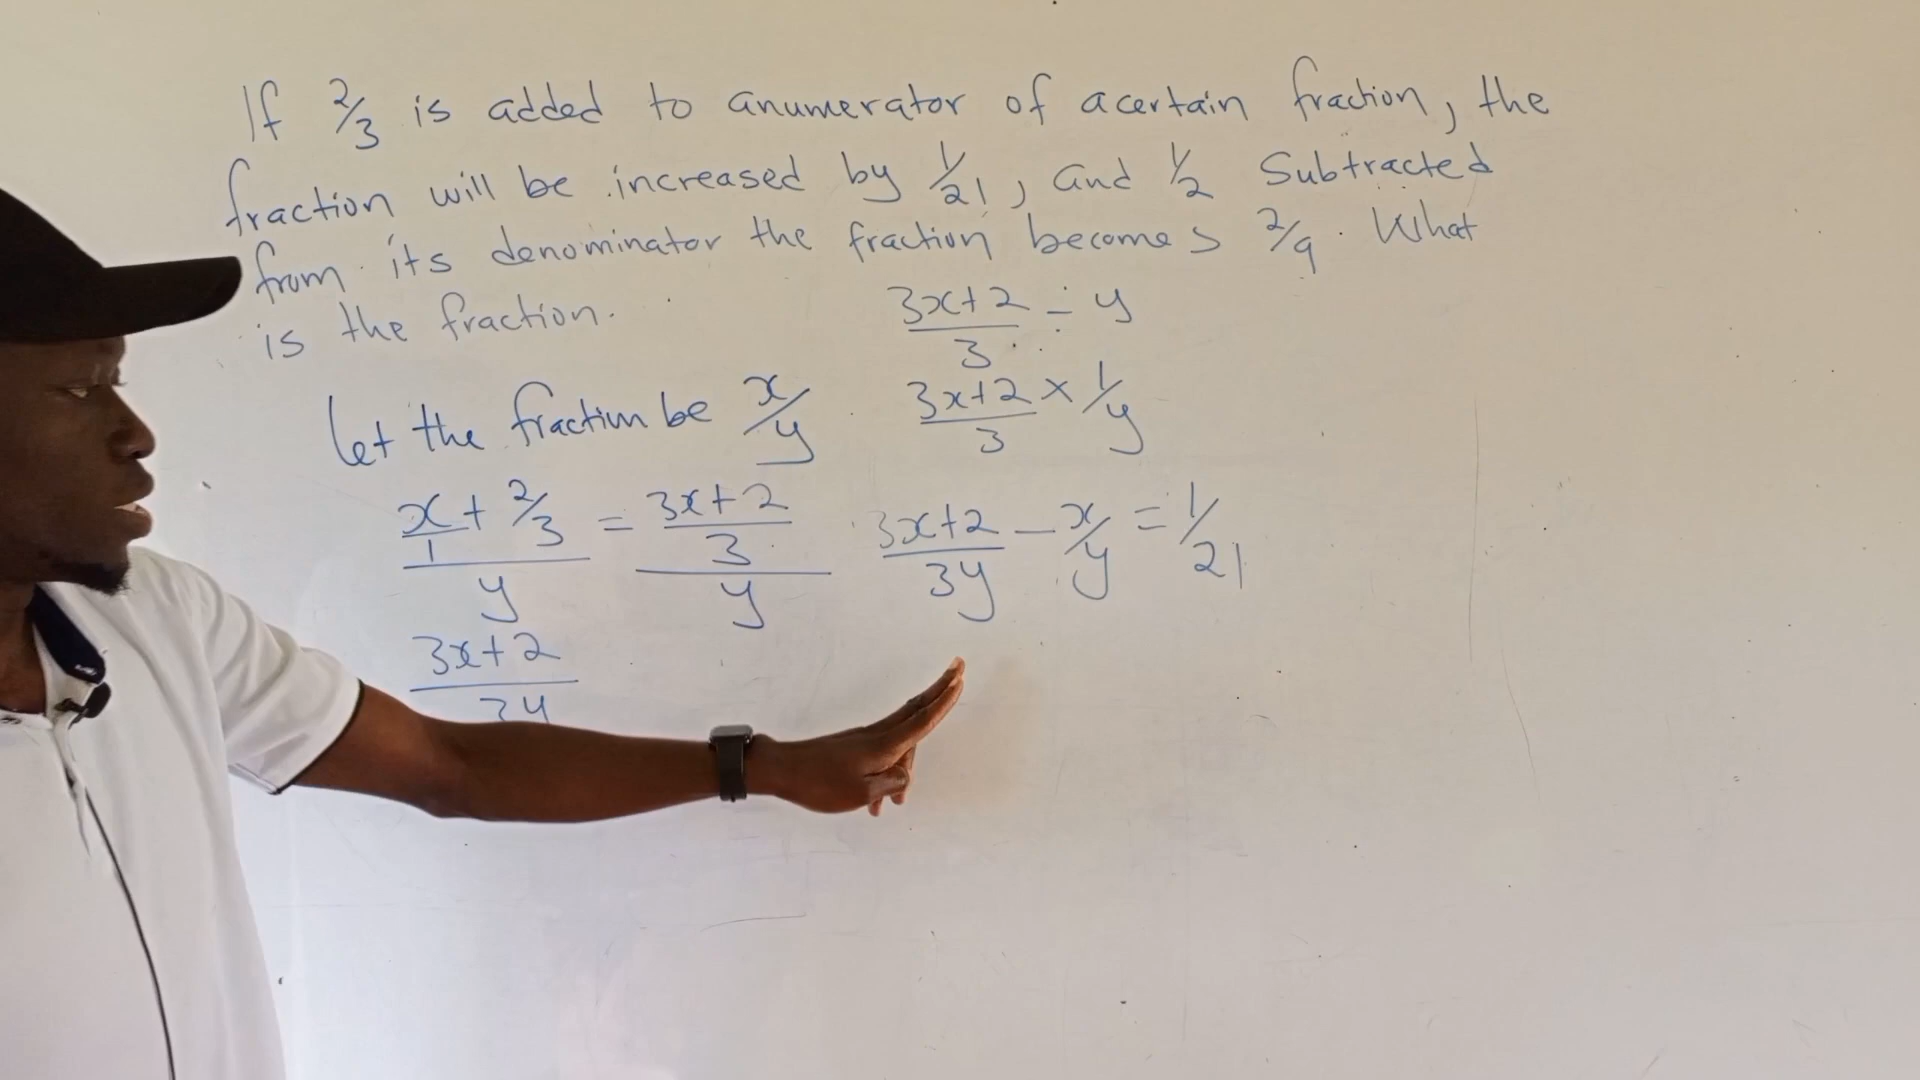 If 2/3 is added to anumerator of acertain fraction, the
fraction will be increased by 1/21, and 1/2 Subtracted
from its denominator the fraction becomes 2/9. What
is the fraction.
3x+2/3 ÷ y
let the fraction be x/y
3x+2/3 × 1/y
x/1 + 2/3 / y = 3x+2/3 / y
3x+2/3y - x/y = 1/21
3x+2/3y